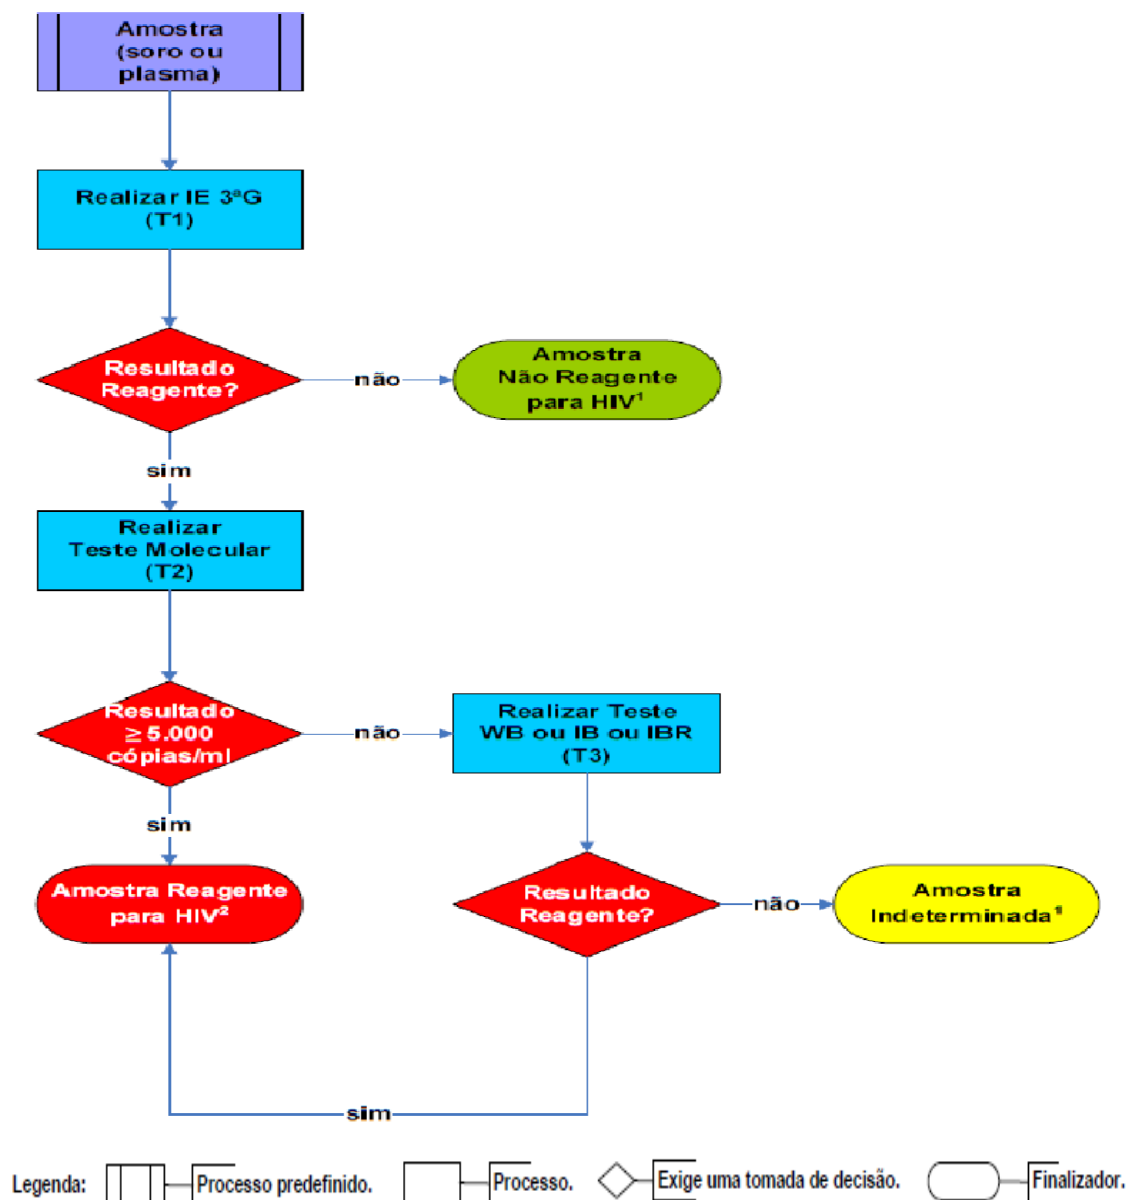 Amostra
(soro ou
plasma)
Realizar IE 3ªG
(T1)
Resultado
Reagente?
não
Amostra
Não Reagente
para HIV¹
sim
Realizar
Teste Molecular
(T2)
Resultado
≥ 5.000
cópias/ml
não
Realizar Teste
WB ou IB ou IBR
(T3)
sim
Amostra Reagente
para HIV²
Resultado
Reagente?
não
Amostra
Indeterminada¹
sim
Legenda:
Processo predefinido.
Processo.
Exige uma tomada de decisão.
Finalizador.